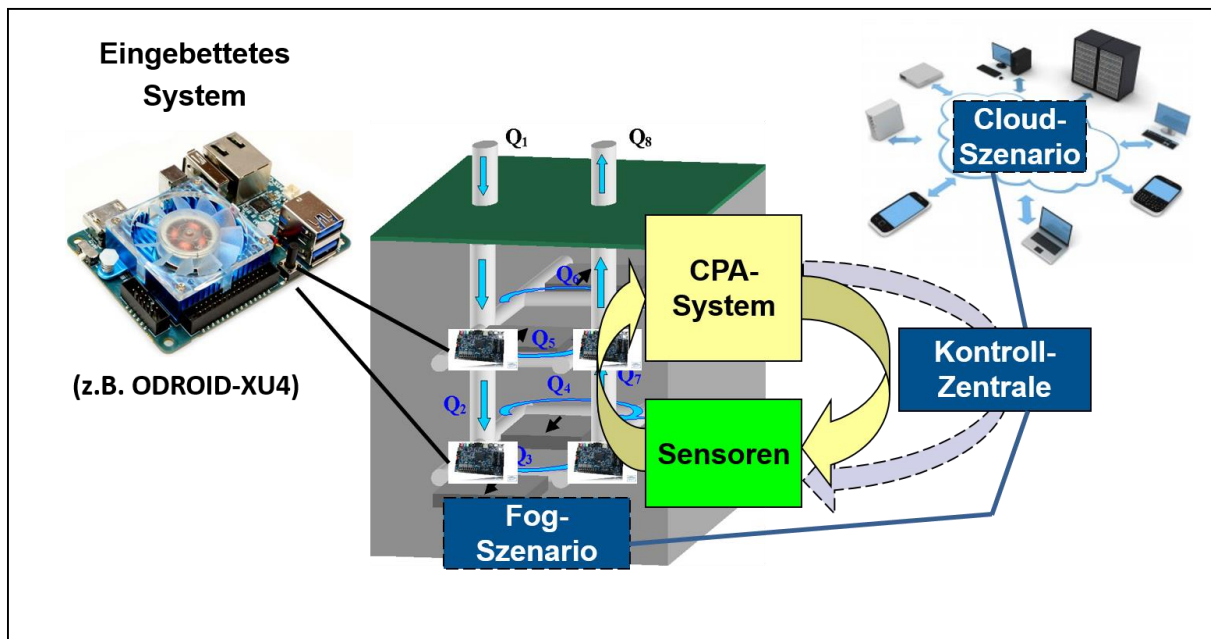 Eingebettetes
System
(z.B. ODROID-XU4)
Q1
Q8
Q6
Q5
Q4
Q7
Q2
Q3
CPA-
System
Sensoren
Fog-
Szenario
Cloud-
Szenario
Kontroll-
Zentrale